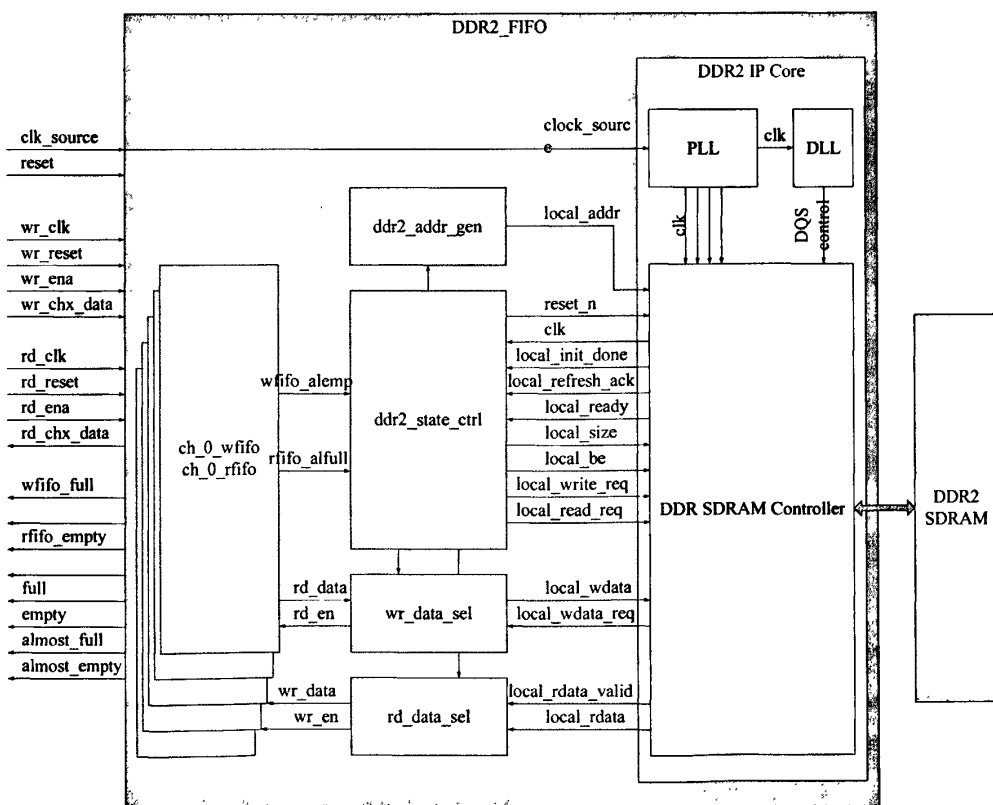 DDR2_FIFO
DDR2 IP Core
clk_source
reset
clock_sourc
e
PLL
clk
DLL
clk
DQS
control
wr_clk
wr_reset
wr_ena
wr_chx_data
rd_clk
rd_reset
rd_ena
rd_chx_data
wfifo_full
rfifo_empty
full
empty
almost_full
almost_empty
ch_0_wfifo
ch_0_rfifo
wfifo_alemp
rfifo_alfull
rd_data
rd_en
wr_data
wr_en
ddr2_addr_gen
ddr2_state_ctrl
wr_data_sel
rd_data_sel
local_addr
reset_n
clk
local_init_done
local_refresh_ack
local_ready
local_size
local_be
local_write_req
local_read_req
local_wdata
local_wdata_req
local_rdata_valid
local_rdata
DDR SDRAM Controller
DDR2
SDRAM